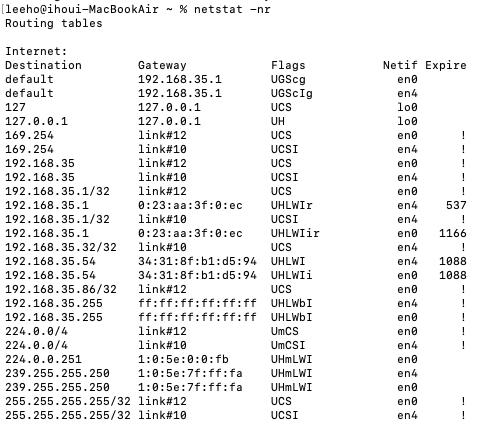 [leeho@ihoui-MacBookAir ~ % netstat -nr
Routing tables

Internet:
Destination        Gateway            Flags           Netif Expire
default            192.168.35.1       UGScg             en0
default            192.168.35.1       UGScIg            en4
127                127.0.0.1          UCS               lo0
127.0.0.1          127.0.0.1          UH                lo0
169.254            link#12            UCS               en0      !
169.254            link#10            UCSI              en4      !
192.168.35         link#12            UCS               en0      !
192.168.35         link#10            UCSI              en4      !
192.168.35.1/32    link#12            UCS               en0      !
192.168.35.1       0:23:aa:3f:0:ec    UHLWIr            en4    537
192.168.35.1/32    link#10            UCSI              en4      !
192.168.35.1       0:23:aa:3f:0:ec    UHLWIir           en0   1166
192.168.35.32/32   link#10            UCS               en4      !
192.168.35.54      34:31:8f:b1:d5:94  UHLWI             en4   1088
192.168.35.54      34:31:8f:b1:d5:94  UHLWIi            en0   1088
192.168.35.86/32   link#12            UCS               en0      !
192.168.35.255     ff:ff:ff:ff:ff:ff  UHLWbI            en4      !
192.168.35.255     ff:ff:ff:ff:ff:ff  UHLWbI            en0      !
224.0.0/4          link#12            UmCS              en0      !
224.0.0/4          link#10            UmCSI             en4      !
224.0.0.251        1:0:5e:0:0:fb      UHmLWI            en0
239.255.255.250    1:0:5e:7f:ff:fa    UHmLWI            en4
239.255.255.250    1:0:5e:7f:ff:fa    UHmLWI            en0
255.255.255.255/32 link#12            UCS               en0      !
255.255.255.255/32 link#10            UCSI              en4      !